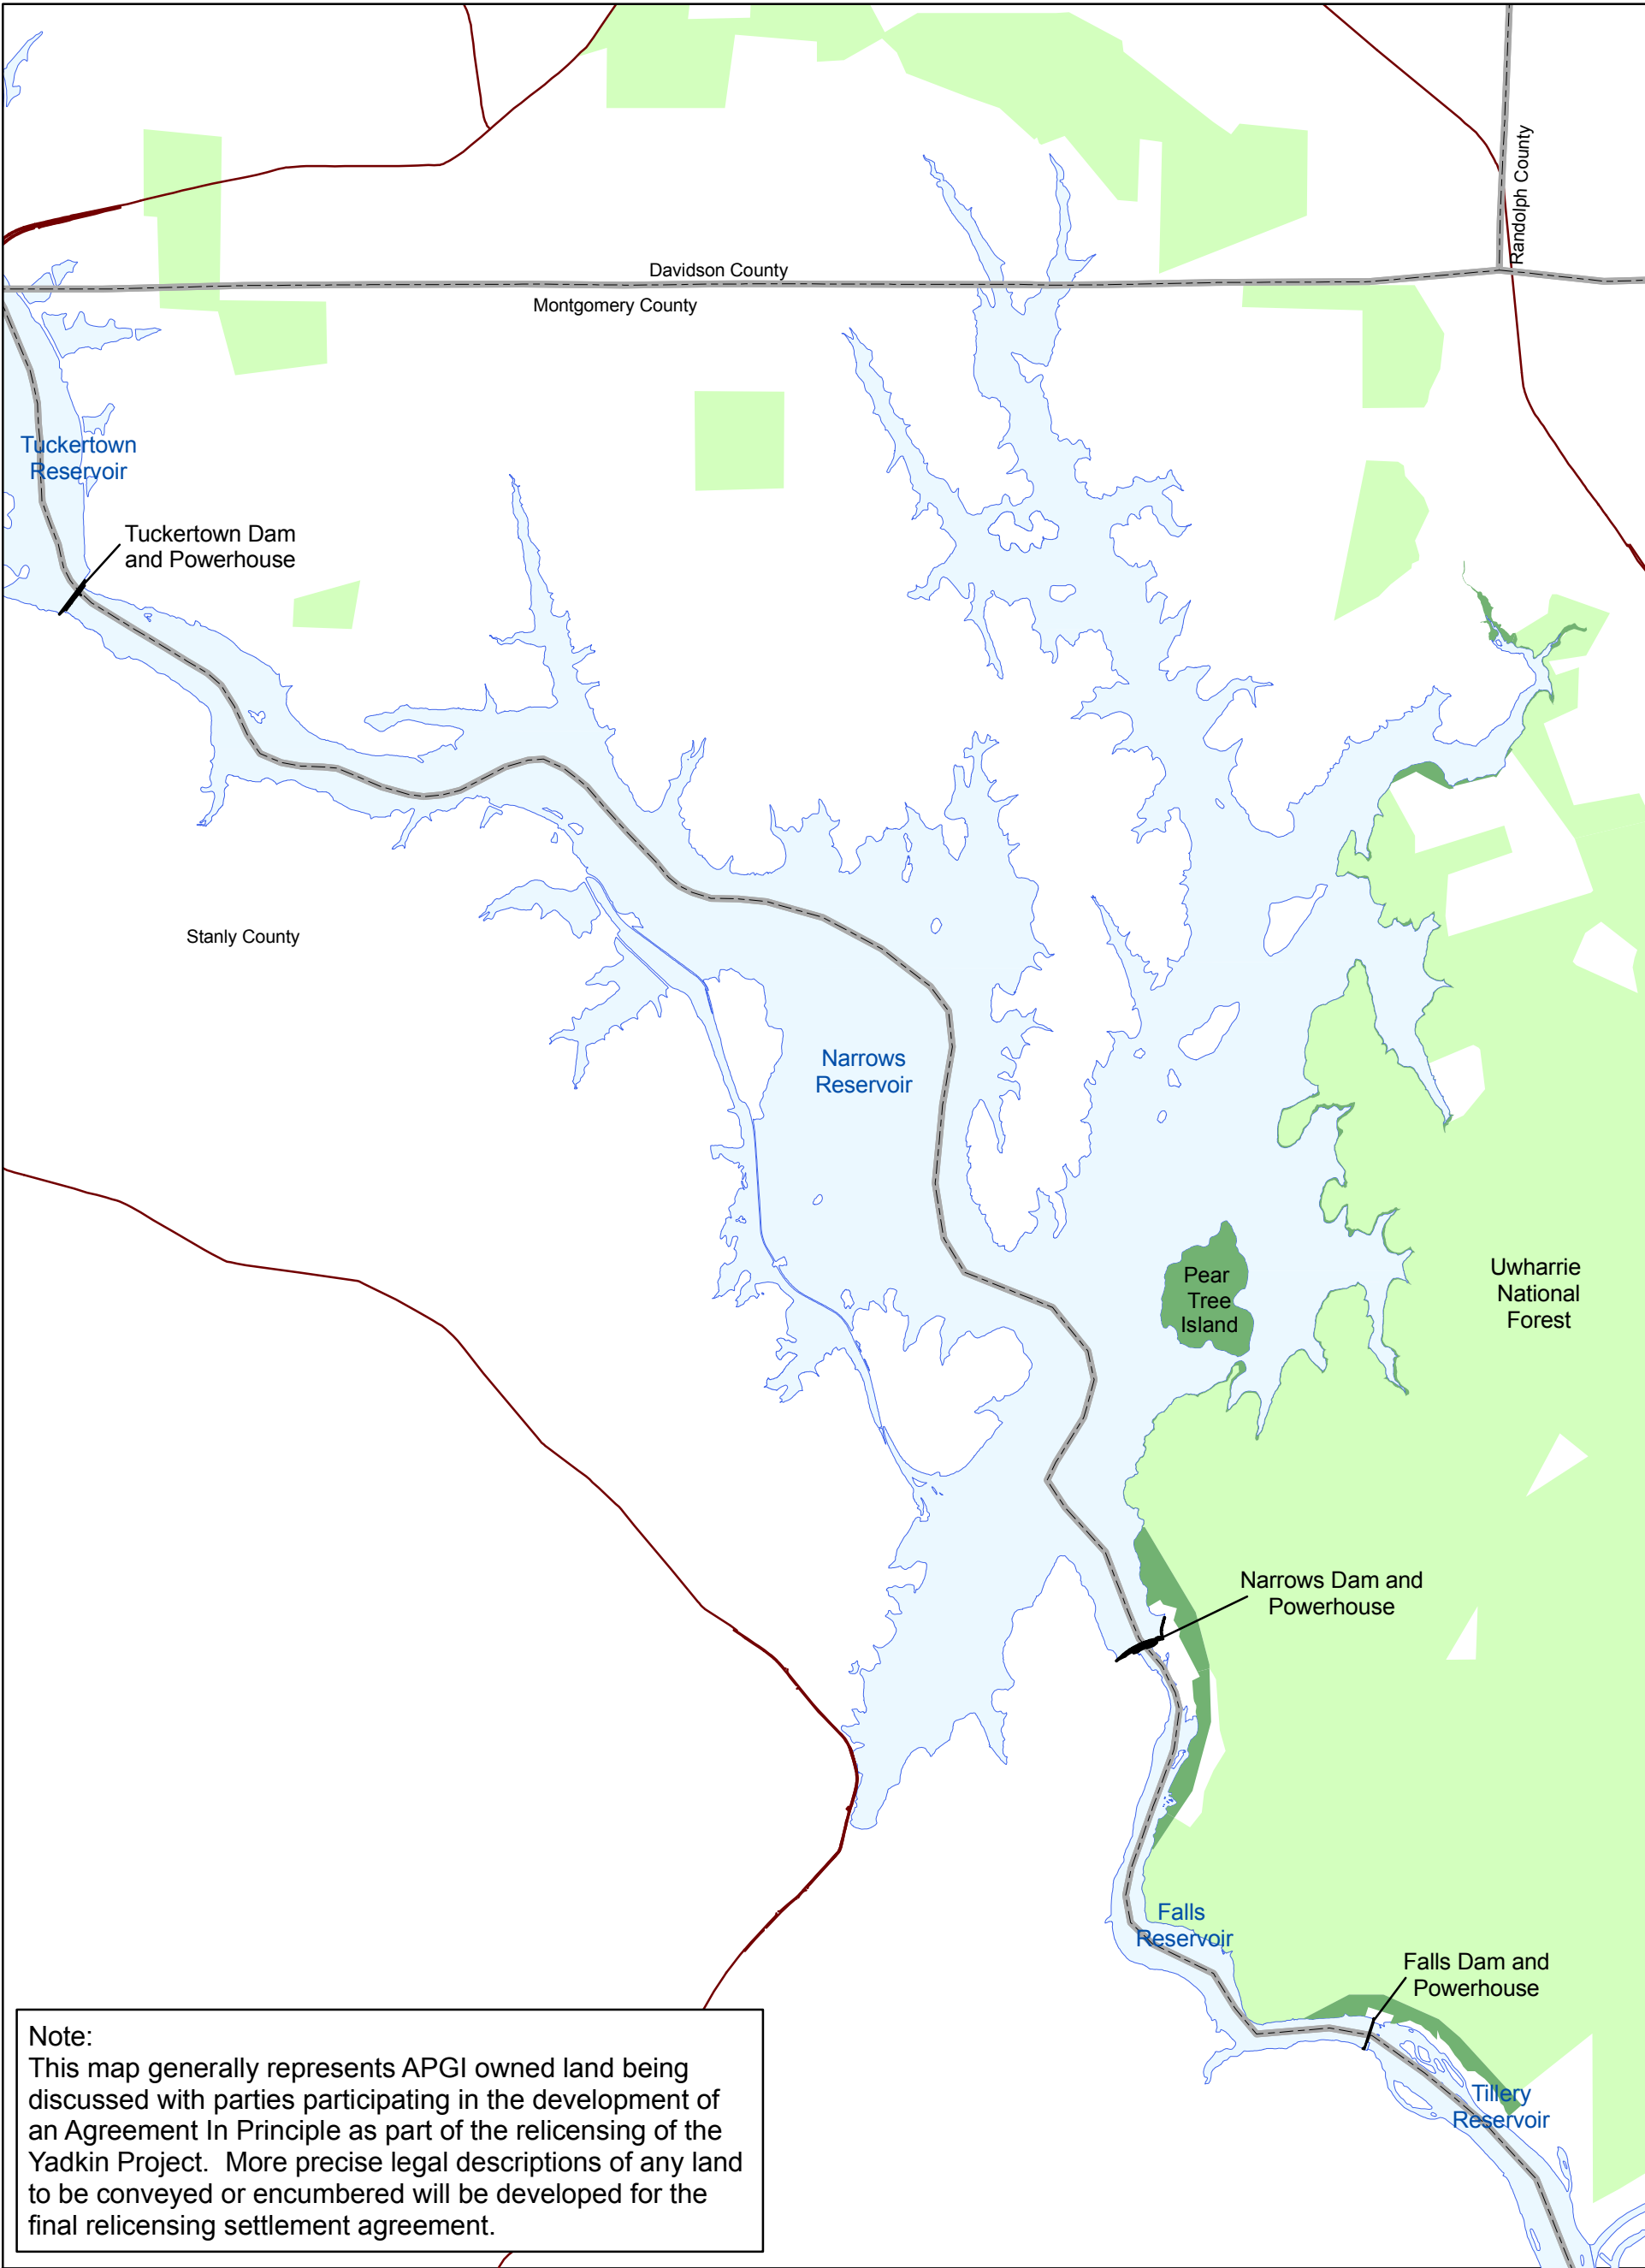 Randolph County
Davidson County
Montgomery County
Tuckertown
Reservoir
Tuckertown Dam
and Powerhouse
Stanly County
Narrows
Reservoir
Pear
Tree
Island
Uwharrie
National
Forest
Narrows Dam and
Powerhouse
Falls
Reservoir
Falls Dam and
Powerhouse
Tillery
Reservoir
Note:
This map generally represents APGI owned land being
discussed with parties participating in the development of
an Agreement In Principle as part of the relicensing of the
Yadkin Project.  More precise legal descriptions of any land
to be conveyed or encumbered will be developed for the
final relicensing settlement agreement.